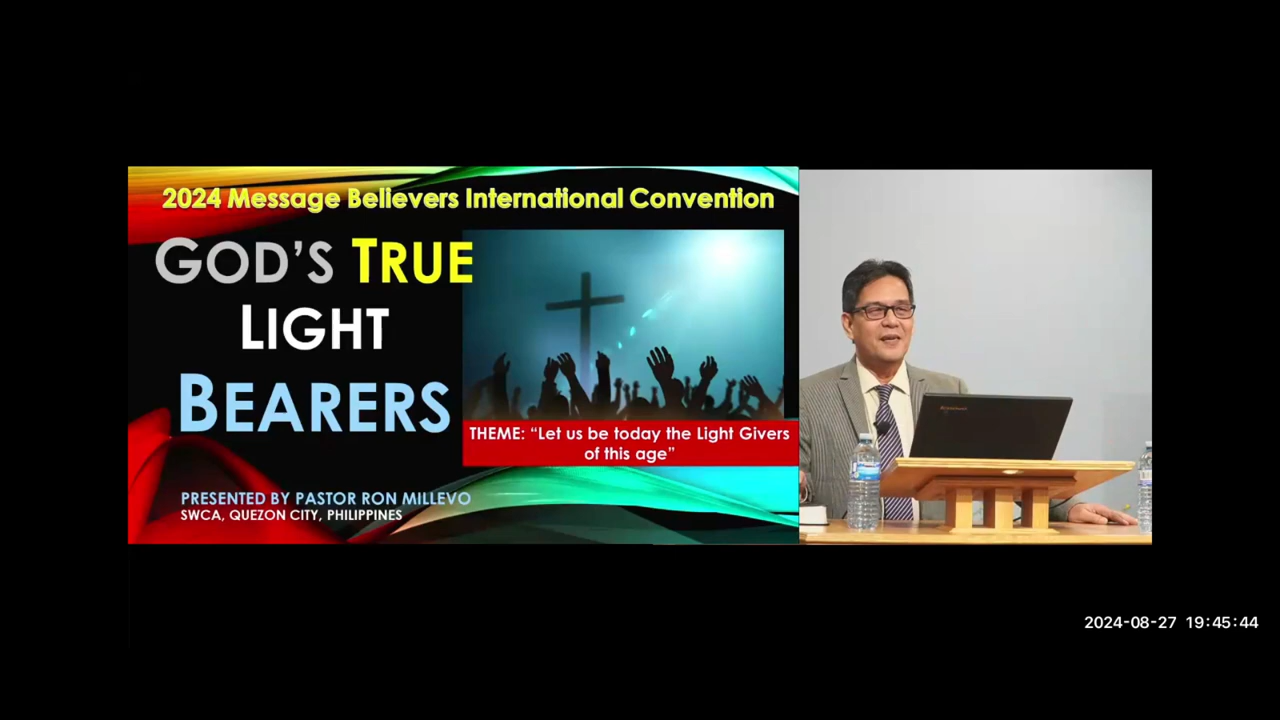 2024 Message Believers International Convention
GOD'S TRUE
LIGHT
BEARERS
THEME: “Let us be today the Light Givers
of this age”
PRESENTED BY PASTOR RON MILLEVO
SWCA, QUEZON CITY, PHILIPPINES
2024-08-27 19:45:44